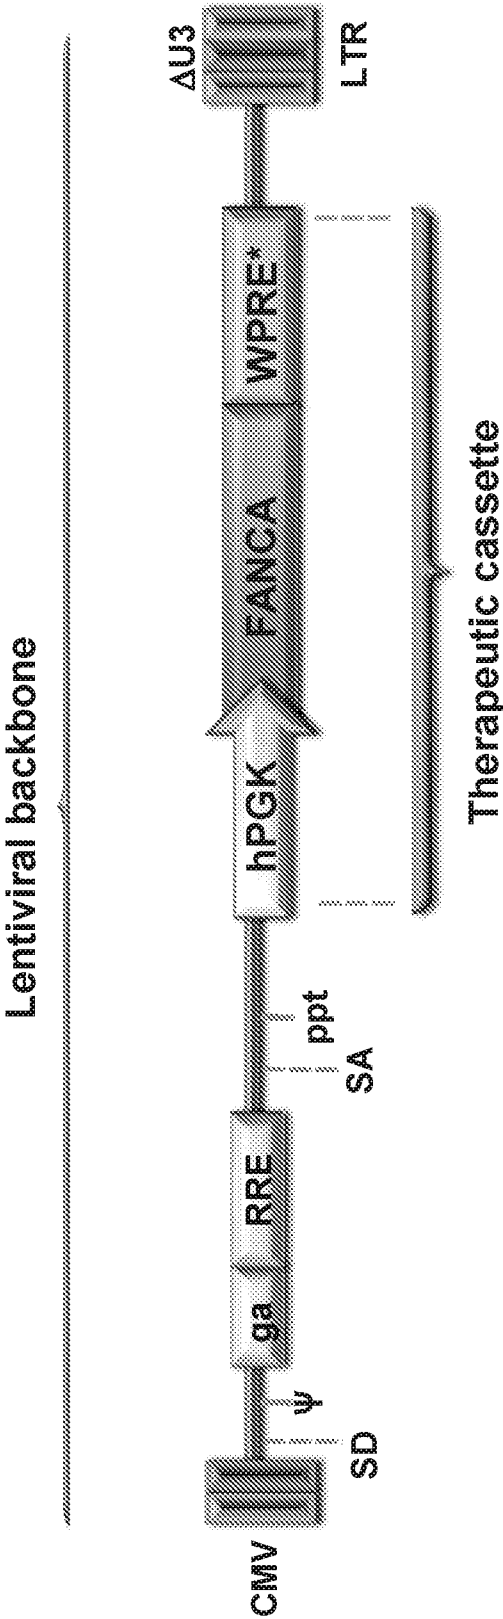 Lentiviral backbone
CMV
SD
Ψ
ga
RRE
SA
ppt
hPGK
FANCA
WPRE*
ΔU3
LTR
Therapeutic cassette